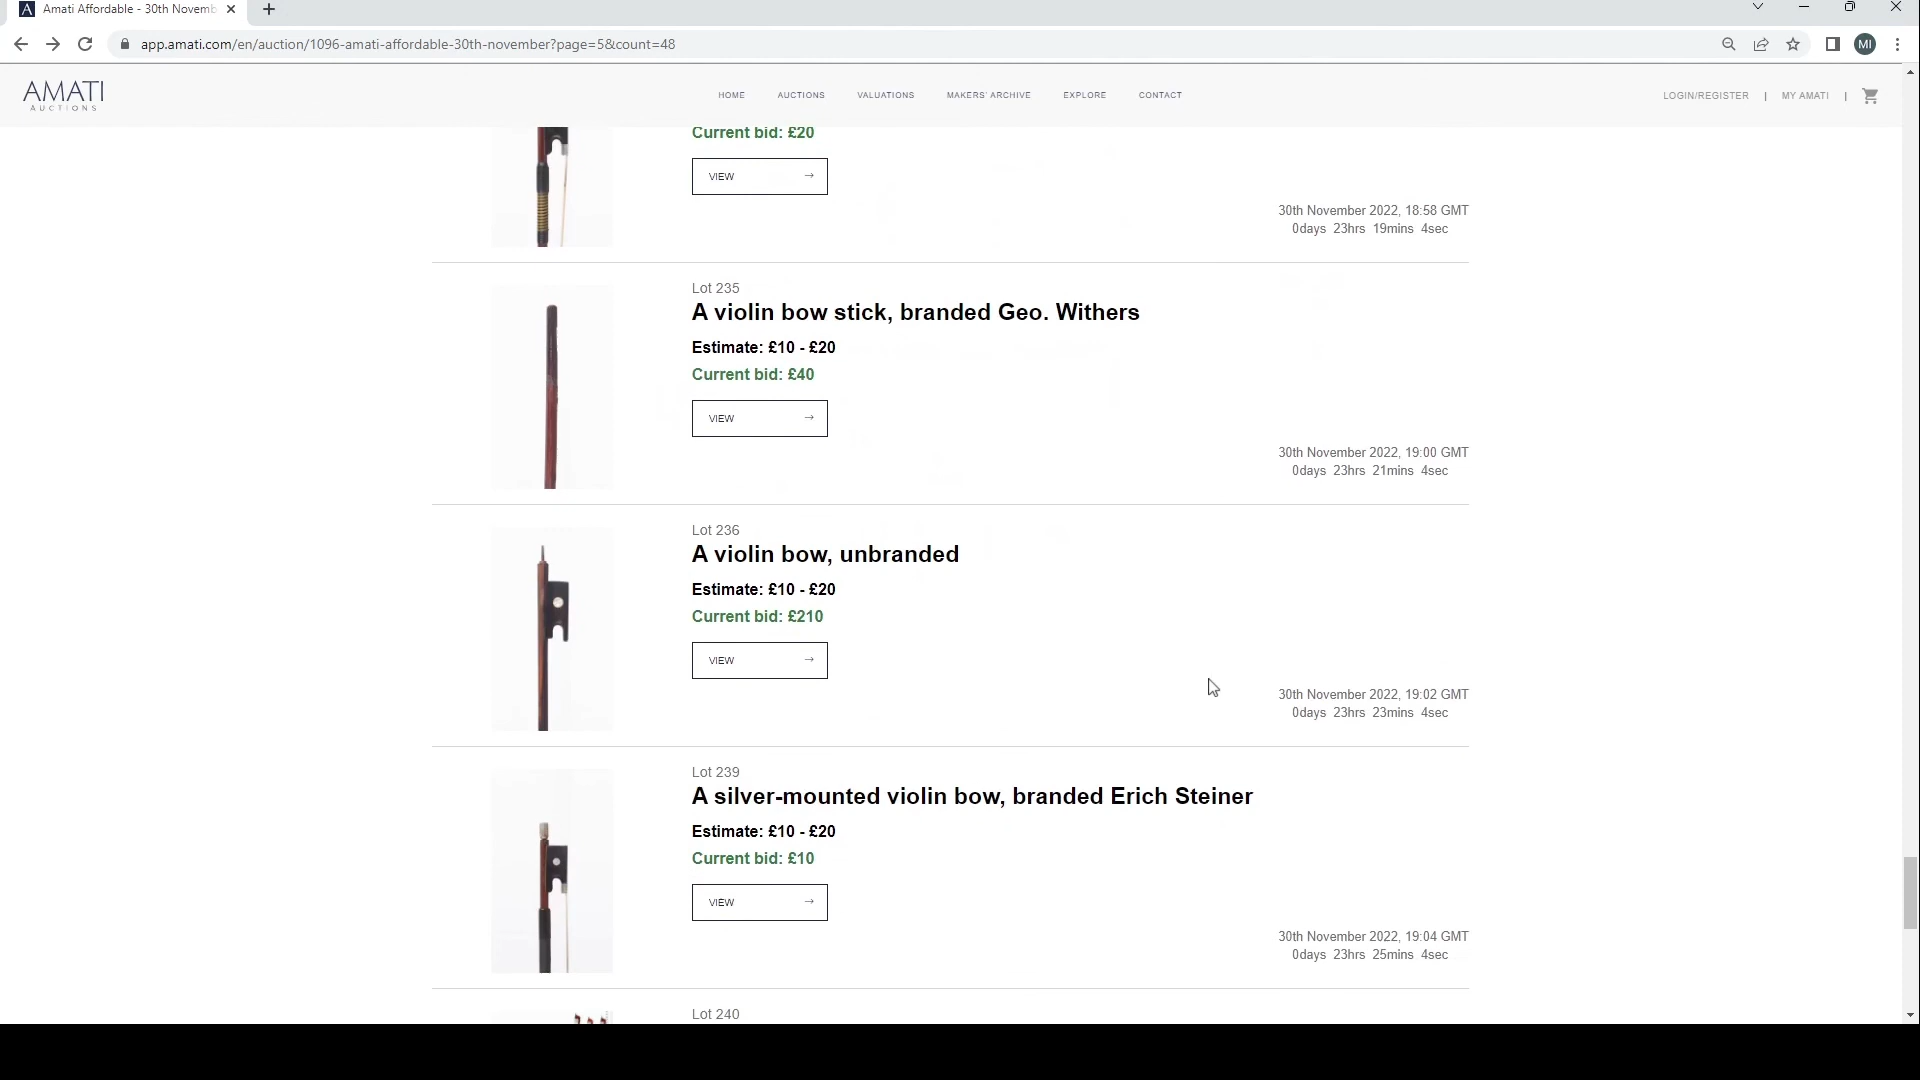 Amati Affordable - 30th Novemb
app.amati.com/en/auction/1096-amati-affordable-30th-november?page=5&count=48
MI
AMATI
AUCTIONS
HOME
AUCTIONS
VALUATIONS
MAKERS' ARCHIVE
EXPLORE
CONTACT
LOGIN/REGISTER | MY AMATI |
Current bid: £20
VIEW →
30th November 2022, 18:58 GMT
0days 23hrs 19mins 4sec
Lot 235
A violin bow stick, branded Geo. Withers
Estimate: £10 - £20
Current bid: £40
VIEW →
30th November 2022, 19:00 GMT
0days 23hrs 21mins 4sec
Lot 236
A violin bow, unbranded
Estimate: £10 - £20
Current bid: £210
VIEW →
30th November 2022, 19:02 GMT
0days 23hrs 23mins 4sec
Lot 239
A silver-mounted violin bow, branded Erich Steiner
Estimate: £10 - £20
Current bid: £10
VIEW →
30th November 2022, 19:04 GMT
0days 23hrs 25mins 4sec
Lot 240